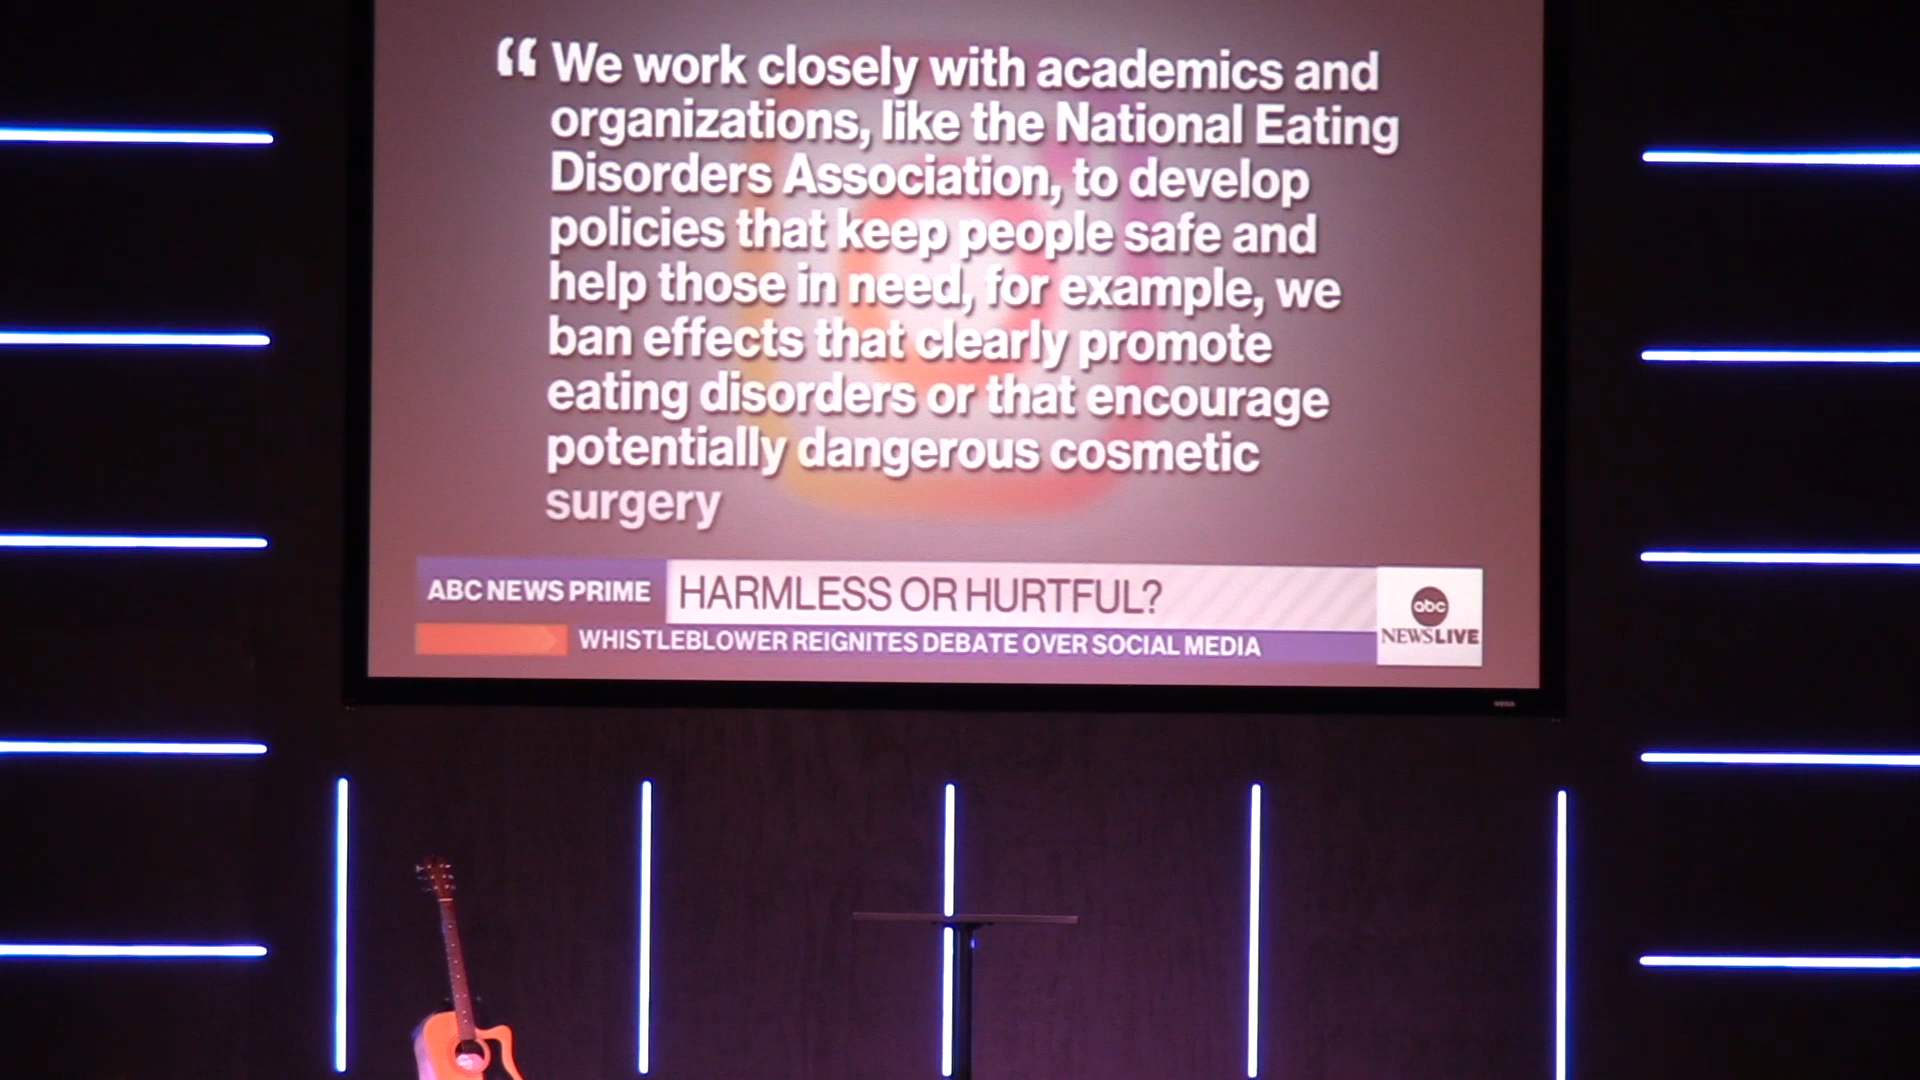 “ We work closely with academics and
organizations, like the National Eating
Disorders Association, to develop
policies that keep people safe and
help those in need, for example, we
ban effects that clearly promote
eating disorders or that encourage
potentially dangerous cosmetic
surgery
ABC NEWS PRIME
HARMLESS OR HURTFUL?
WHISTLEBLOWER REIGNITES DEBATE OVER SOCIAL MEDIA
abc
NEWSLIVE